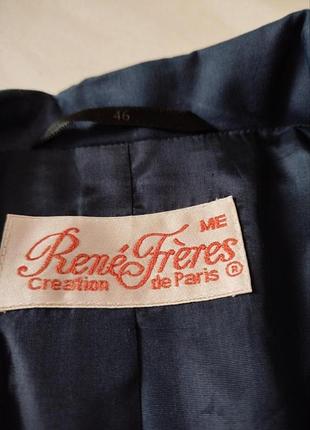 46
ME
René Frères
Creation de Paris ®